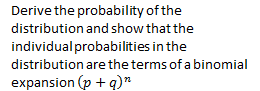 Derive the probability of the
distribution and show that the
individual probabilities in the
distribution are the terms of a binomial
expansion (p + q)ⁿ